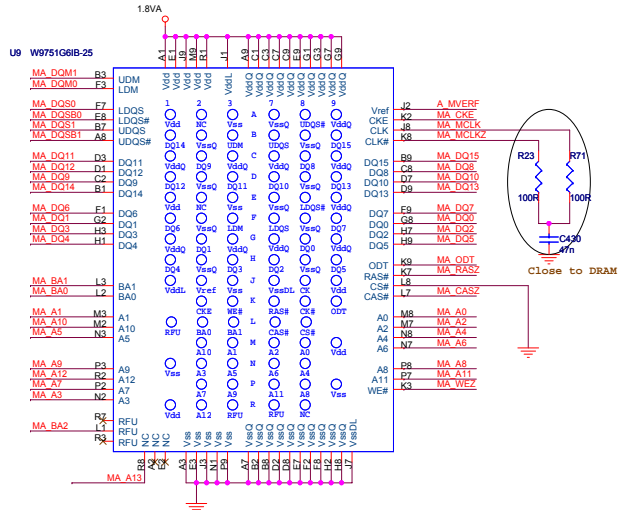 1.8VA
U9 W9751G6IB-25
A1 E1 J9 M9 R1 J1 A9 C1 C3 C7 C9 E9 G1 G3 G7 G9
Vdd Vdd Vdd Vdd Vdd VddL VddQ VddQ VddQ VddQ VddQ VddQ VddQ VddQ VddQ VddQ
MA_DQM1 B3 UDM
MA_DQM0 F3 LDM
MA_DQS0 F7 LDQS
MA_DQSB0 E8 LDQS#
MA_DQS1 B7 UDQS
MA_DQSB1 A8 UDQS#
MA_DQ11 D3 DQ11
MA_DQ12 D1 DQ12
MA_DQ9 C2 DQ9
MA_DQ14 B1 DQ14
MA_DQ6 F1 DQ6
MA_DQ1 G2 DQ1
MA_DQ3 H3 DQ3
MA_DQ4 H1 DQ4
MA_BA1 L3 BA1
MA_BA0 L2 BA0
MA_A1 M3 A1
MA_A10 M2 A10
MA_A5 N3 A5
MA_A9 P3 A9
MA_A12 R2 A12
MA_A7 P2 A7
MA_A3 N2 A3
R7 RFU
MA_BA2 L1 RFU
R3 RFU
1 2 3 7 8 9
A
Vdd NC Vss VssQ UDQS# VddQ
B
DQ14 VssQ UDM UDQS VssQ DQ15
C
VddQ DQ9 VddQ VddQ DQ8 VddQ
D
DQ12 VssQ DQ11 DQ10 VssQ DQ13
E
Vdd NC Vss VssQ LDQS# VddQ
F
DQ6 VssQ LDM LDQS VssQ DQ7
G
VddQ DQ1 VddQ VddQ DQ0 VddQ
H
DQ4 VssQ DQ3 DQ2 VssQ DQ5
J
VddL Vref Vss VssDL CK Vdd
K
CKE WE# RAS# CK# ODT
L
RFU BA0 BA1 CAS# CS#
M
A10 A1 A2 A0 Vdd
N
Vss A3 A5 A6 A4
P
A7 A9 A11 A8 Vss
R
Vdd A12 RFU RFU NC
Vref J2 A_MVERF
CKE K2 MA_CKE
CLK J8 MA_MCLK
CLK# K8 MA_MCLKZ
DQ15 B9 MA_DQ15
DQ8 C8 MA_DQ8
DQ10 D7 MA_DQ10
DQ13 D9 MA_DQ13
DQ7 F9 MA_DQ7
DQ0 G8 MA_DQ0
DQ2 H7 MA_DQ2
DQ5 H9 MA_DQ5
ODT K9 MA_ODT
RAS# K7 MA_RASZ
CS# L8
CAS# L7 MA_CASZ
A0 M8 MA_A0
A2 M7 MA_A2
A4 N8 MA_A4
A6 N7 MA_A6
A8 P8 MA_A8
A11 P7 MA_A11
WE# K3 MA_WEZ
R23 R71
100R 100R
C430
47n
Close to DRAM
NC NC NC Vss Vss Vss Vss Vss VssQ VssQ VssQ VssQ VssQ VssQ VssQ VssQ VssQ VssQ VssDL
R8 A2 E2 A3 E3 J3 N1 P9 A7 B2 B8 D2 D8 E7 F2 F8 H2 H8 J7
MA_A13